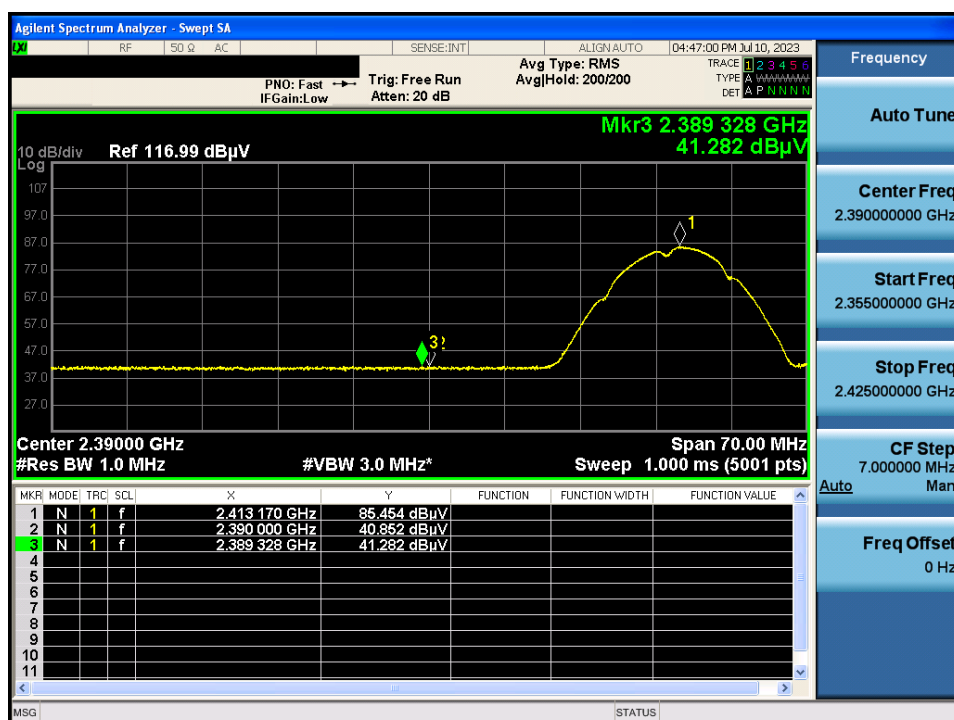 Agilent Spectrum Analyzer - Swept SA
LXI RF 50 Ω AC SENSE:INT ALIGN AUTO 04:47:00 PM Jul 10, 2023
PNO: Fast
IFGain:Low
Trig: Free Run
Atten: 20 dB
Avg Type: RMS
Avg|Hold: 200/200
TRACE 1 2 3 4 5 6
TYPE A WWWWW
DET A P N N N N
Mkr3 2.389 328 GHz
41.282 dBµV
10 dB/div Ref 116.99 dBµV
Log
107
97.0
87.0
77.0
67.0
57.0
47.0
37.0
27.0
1
3
2
Center 2.39000 GHz Span 70.00 MHz
#Res BW 1.0 MHz #VBW 3.0 MHz* Sweep 1.000 ms (5001 pts)
MKR MODE TRC SCL X Y FUNCTION FUNCTION WIDTH FUNCTION VALUE
1 N 1 f 2.413 170 GHz 85.454 dBµV
2 N 1 f 2.390 000 GHz 40.852 dBµV
3 N 1 f 2.389 328 GHz 41.282 dBµV
4
5
6
7
8
9
10
11
MSG STATUS
Frequency
Auto Tune
Center Freq
2.390000000 GHz
Start Freq
2.355000000 GHz
Stop Freq
2.425000000 GHz
CF Step
7.000000 MHz
Auto Man
Freq Offset
0 Hz